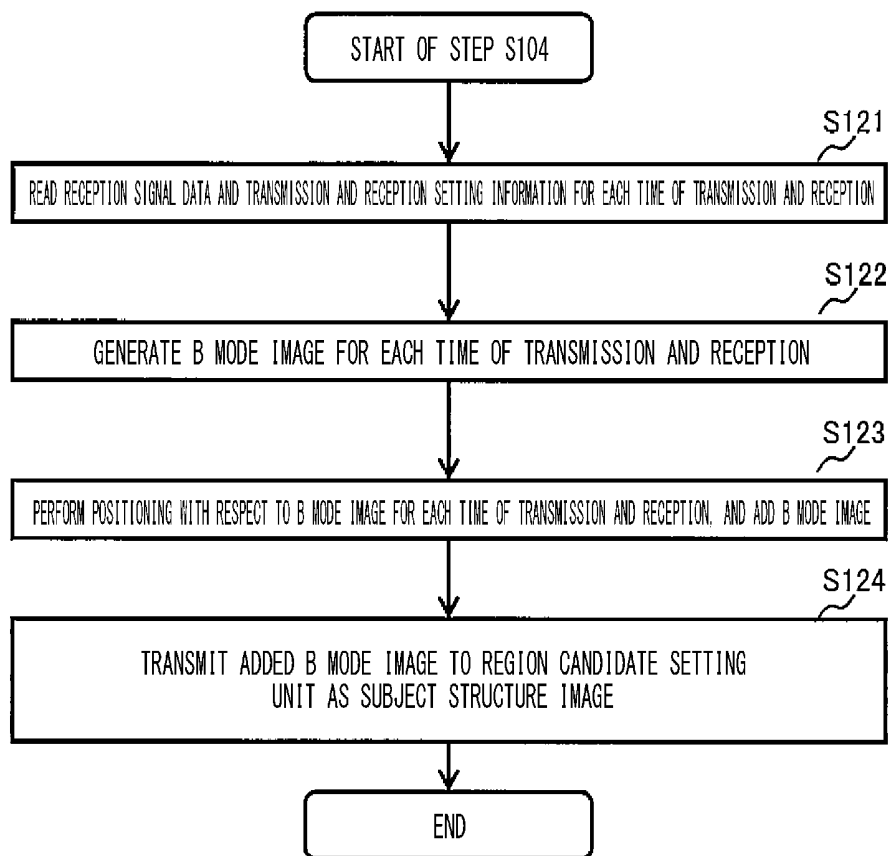 START OF STEP S104
S121
READ RECEPTION SIGNAL DATA AND TRANSMISSION AND RECEPTION SETTING INFORMATION FOR EACH TIME OF TRANSMISSION AND RECEPTION
S122
GENERATE B MODE IMAGE FOR EACH TIME OF TRANSMISSION AND RECEPTION
S123
PERFORM POSITIONING WITH RESPECT TO B MODE IMAGE FOR EACH TIME OF TRANSMISSION AND RECEPTION, AND ADD B MODE IMAGE
S124
TRANSMIT ADDED B MODE IMAGE TO REGION CANDIDATE SETTING
UNIT AS SUBJECT STRUCTURE IMAGE
END